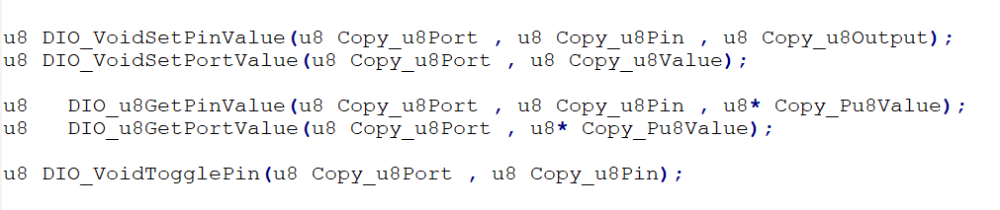 u8 DIO_VoidSetPinValue(u8 Copy_u8Port , u8 Copy_u8Pin , u8 Copy_u8Output);
u8 DIO_VoidSetPortValue(u8 Copy_u8Port , u8 Copy_u8Value);
u8   DIO_u8GetPinValue(u8 Copy_u8Port , u8 Copy_u8Pin , u8* Copy_Pu8Value);
u8   DIO_u8GetPortValue(u8 Copy_u8Port , u8* Copy_Pu8Value);
u8 DIO_VoidTogglePin(u8 Copy_u8Port , u8 Copy_u8Pin);